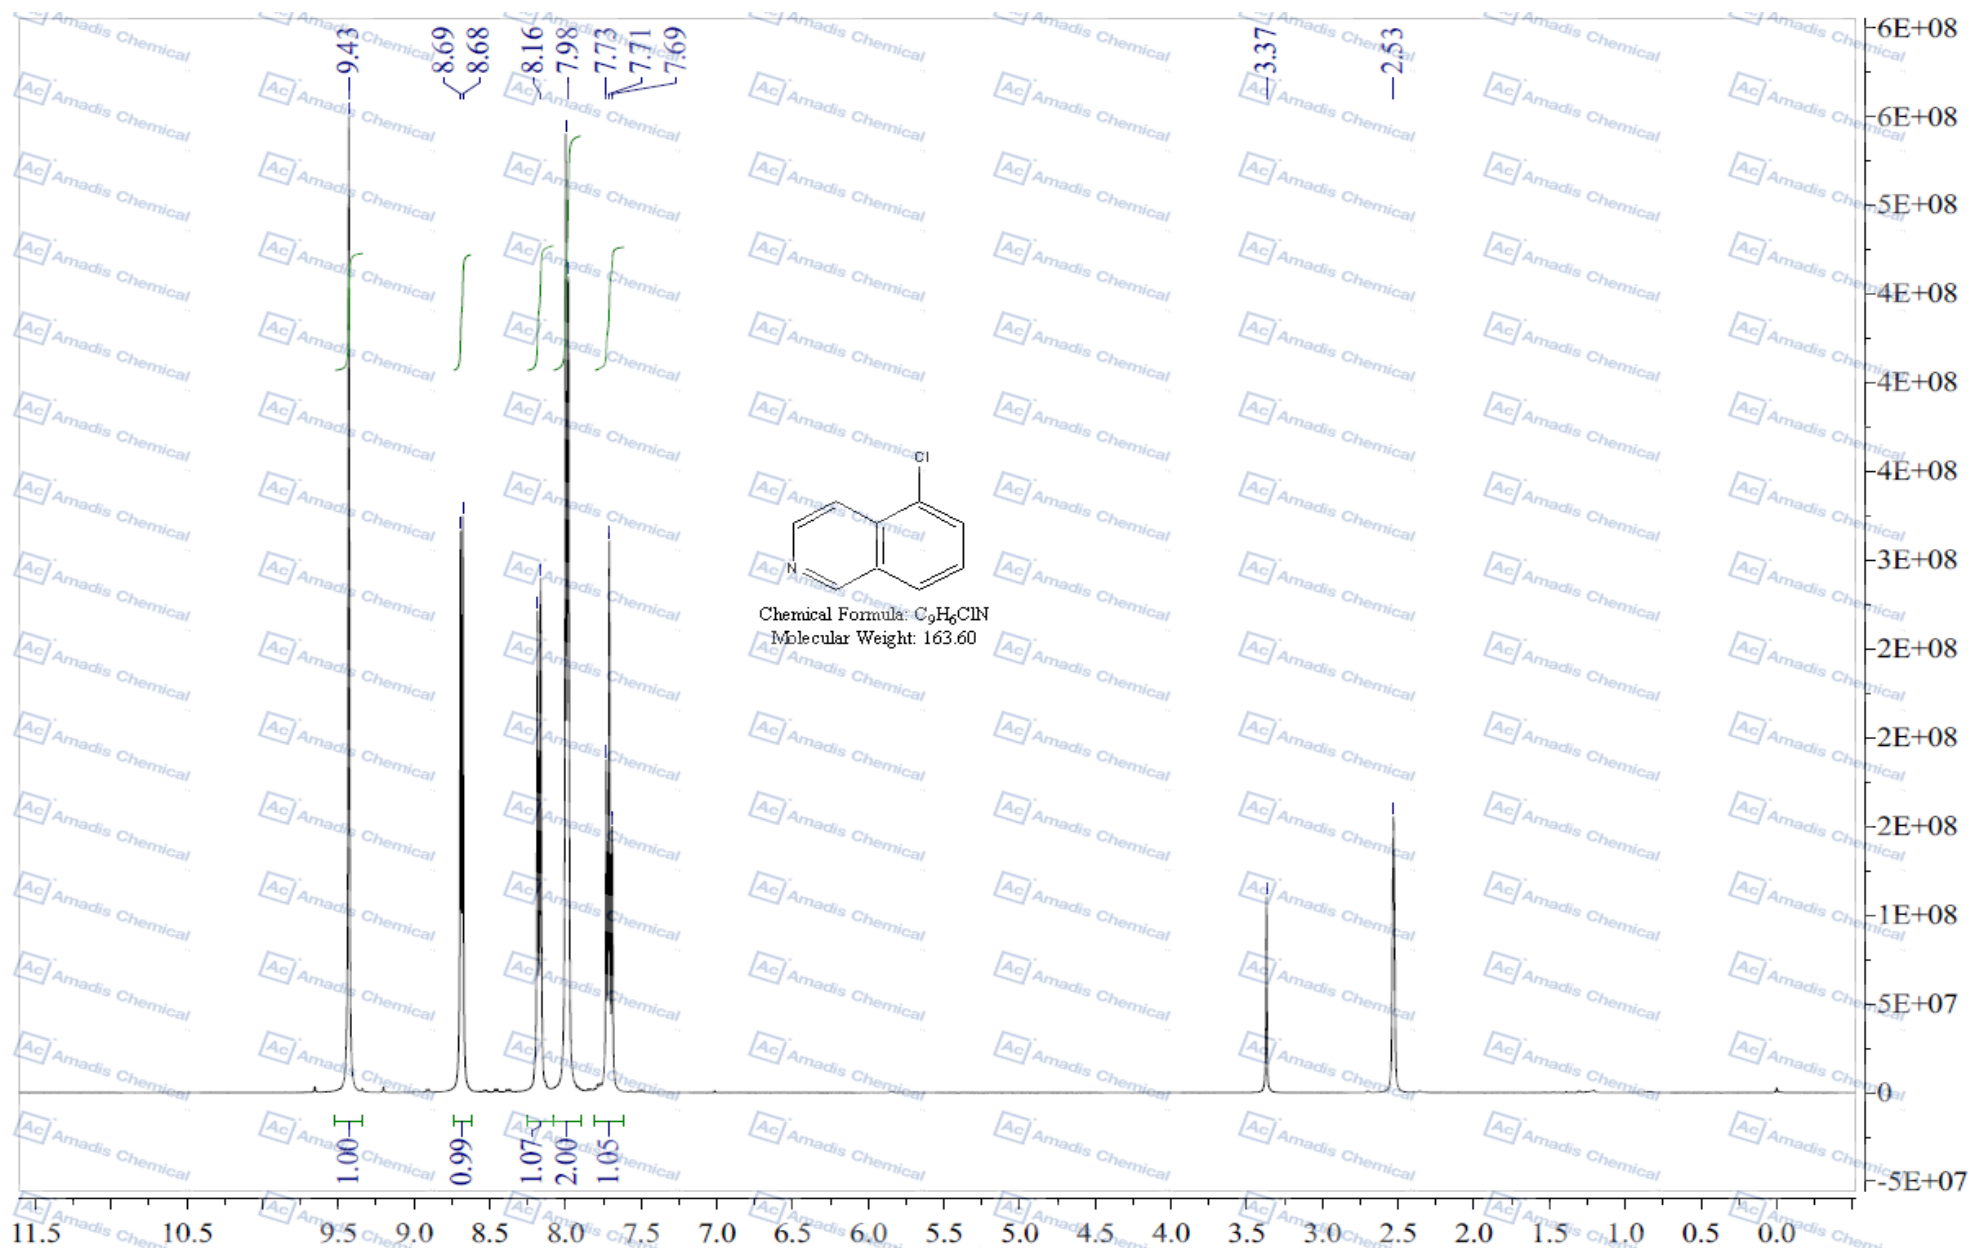 9.43
8.69
8.68
8.16
7.98
7.73
7.71
7.69
3.37
2.53
6E+08
6E+08
5E+08
4E+08
4E+08
4E+08
3E+08
2E+08
2E+08
2E+08
1E+08
5E+07
0
-5E+07
Cl
N
Chemical Formula: C₉H₆ClN
Molecular Weight: 163.60
1.00
0.99
1.07
2.00
1.05
11.5 10.5 9.5 9.0 8.5 8.0 7.5 7.0 6.5 6.0 5.5 5.0 4.5 4.0 3.5 3.0 2.5 2.0 1.5 1.0 0.5 0.0
Ac Amadis Chemical